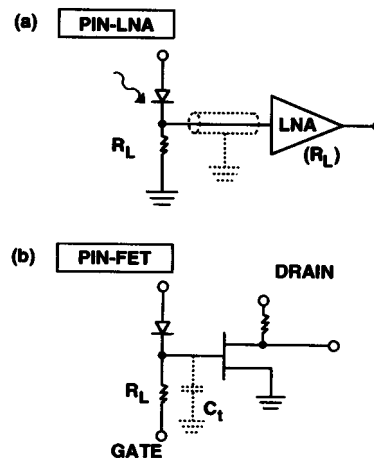 (a) PIN-LNA
R_L
LNA
(R_L)
(b) PIN-FET
DRAIN
R_L
C_t
GATE